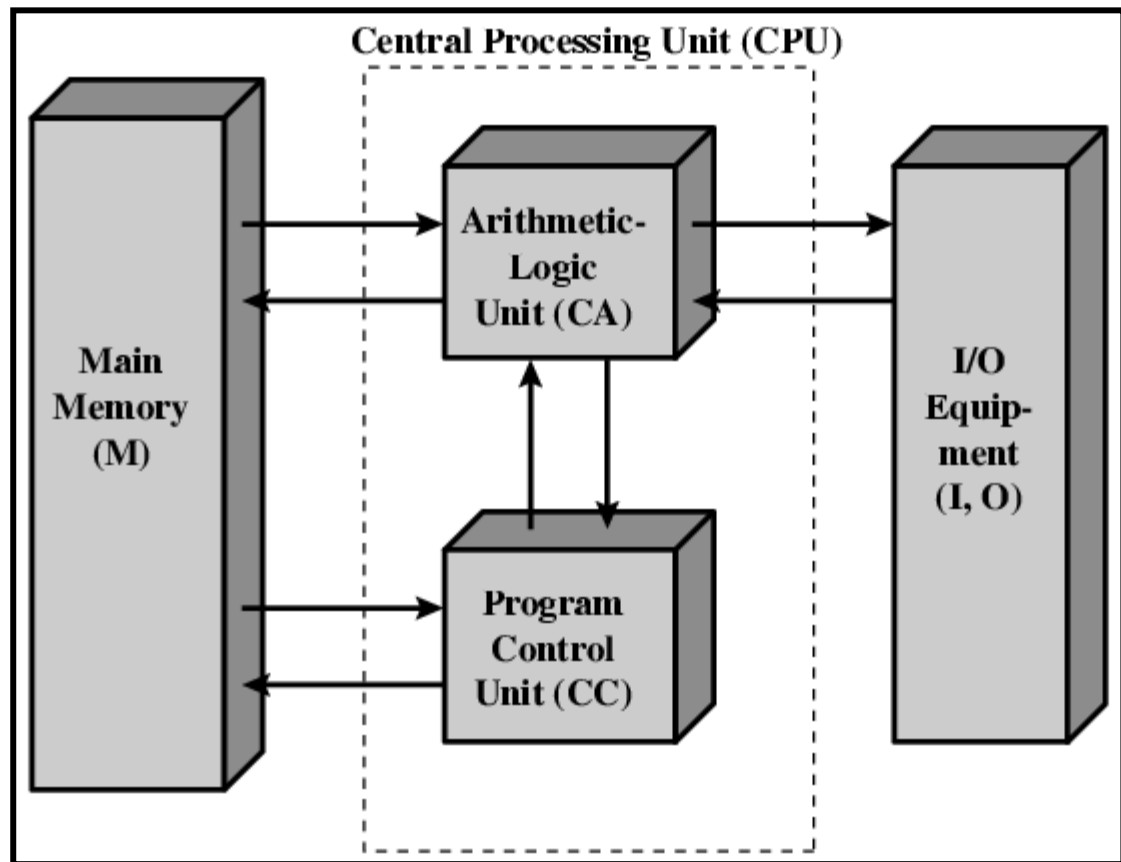 Central Processing Unit (CPU)
Main
Memory
(M)
Arithmetic-
Logic
Unit (CA)
Program
Control
Unit (CC)
I/O
Equip-
ment
(I, O)